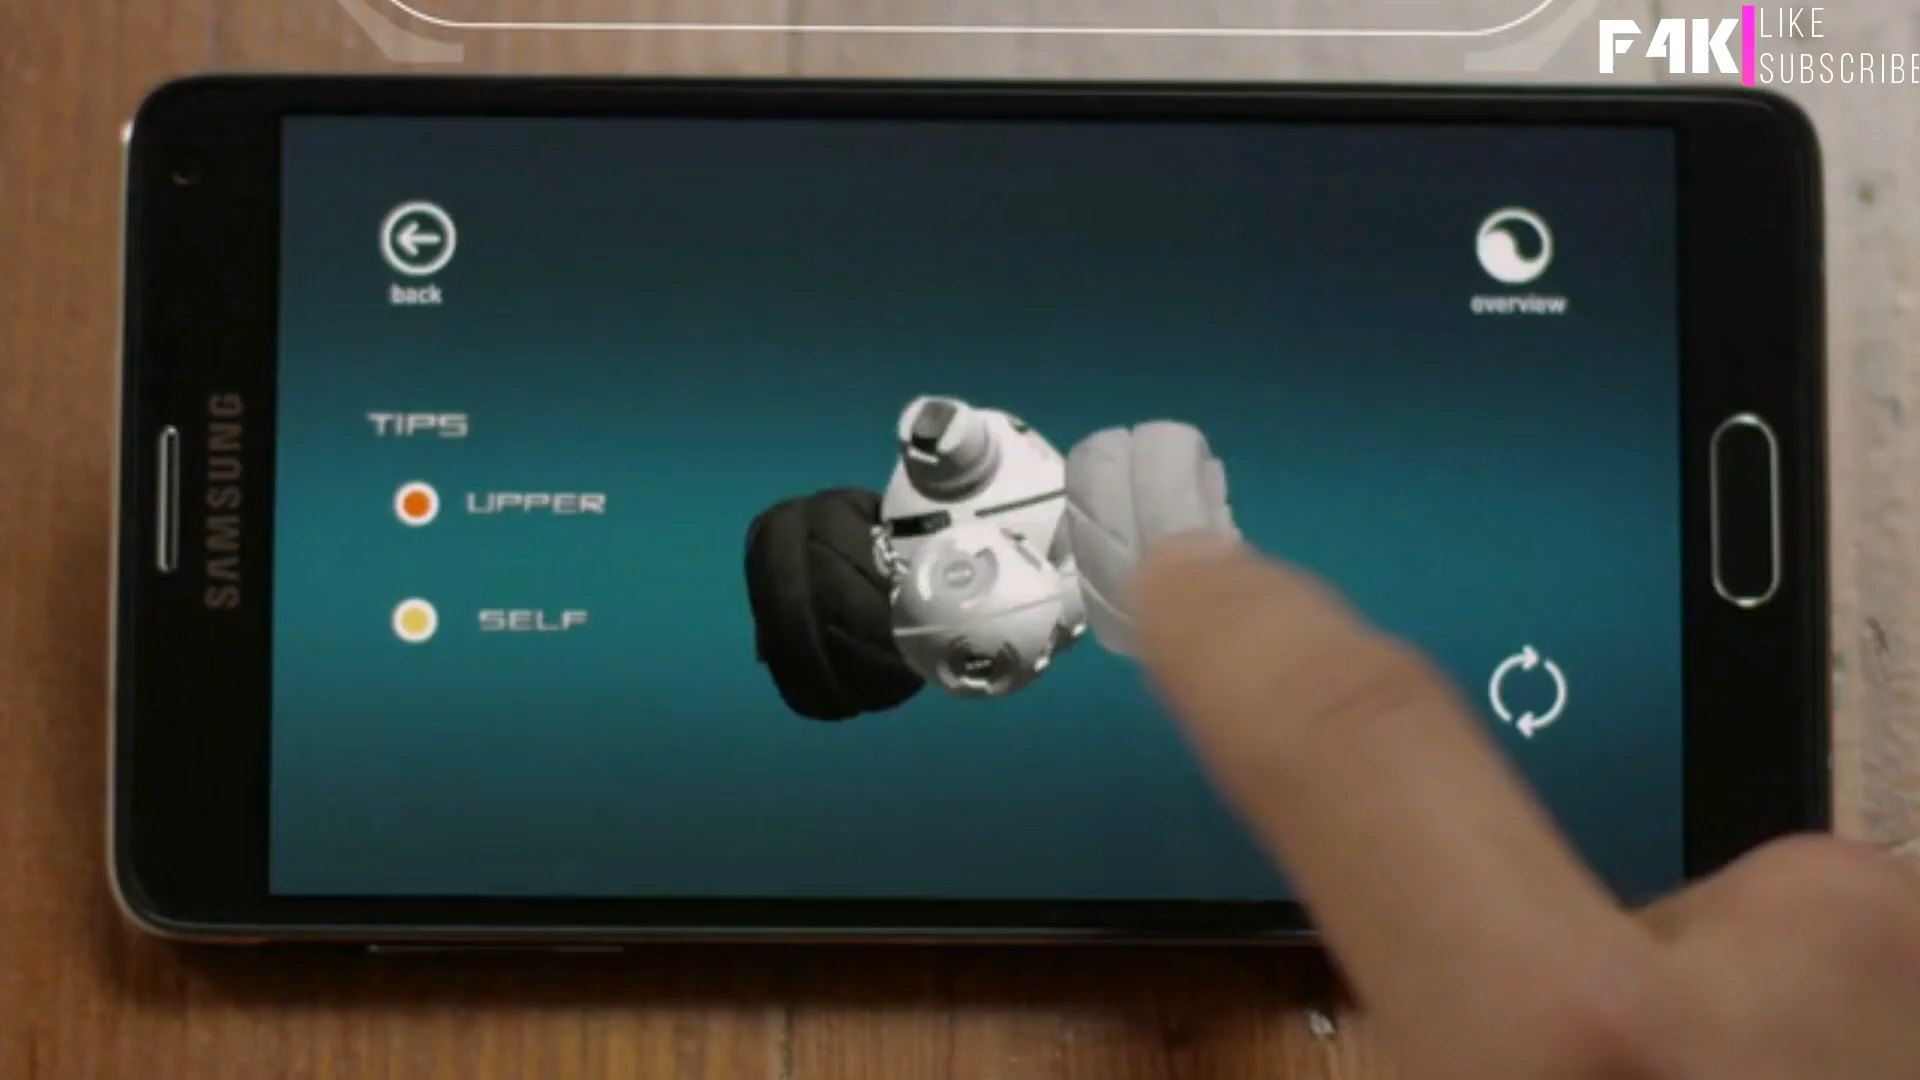 F4K
LIKE
SUBSCRIBE
back
overview
SAMSUNG
TIPS
UPPER
SELF